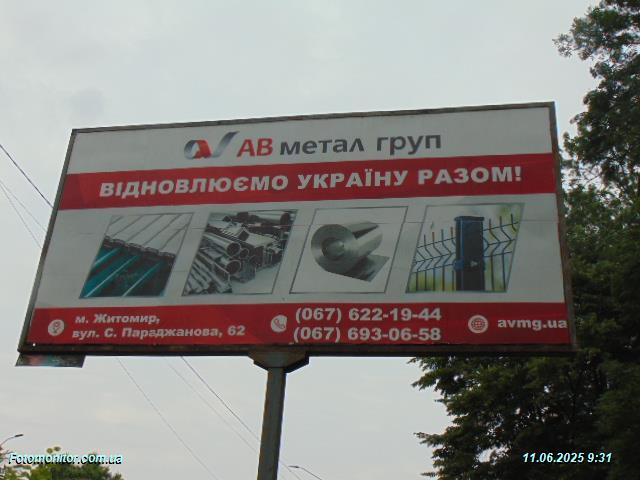 АВ метал груп
ВІДНОВЛЮЄМО УКРАЇНУ РАЗОМ!
м. Житомир,
вул. С. Параджанова, 62
(067) 622-19-44
(067) 693-06-58
avmg.ua
Fotomonitor.com.ua
11.06.2025 9:31